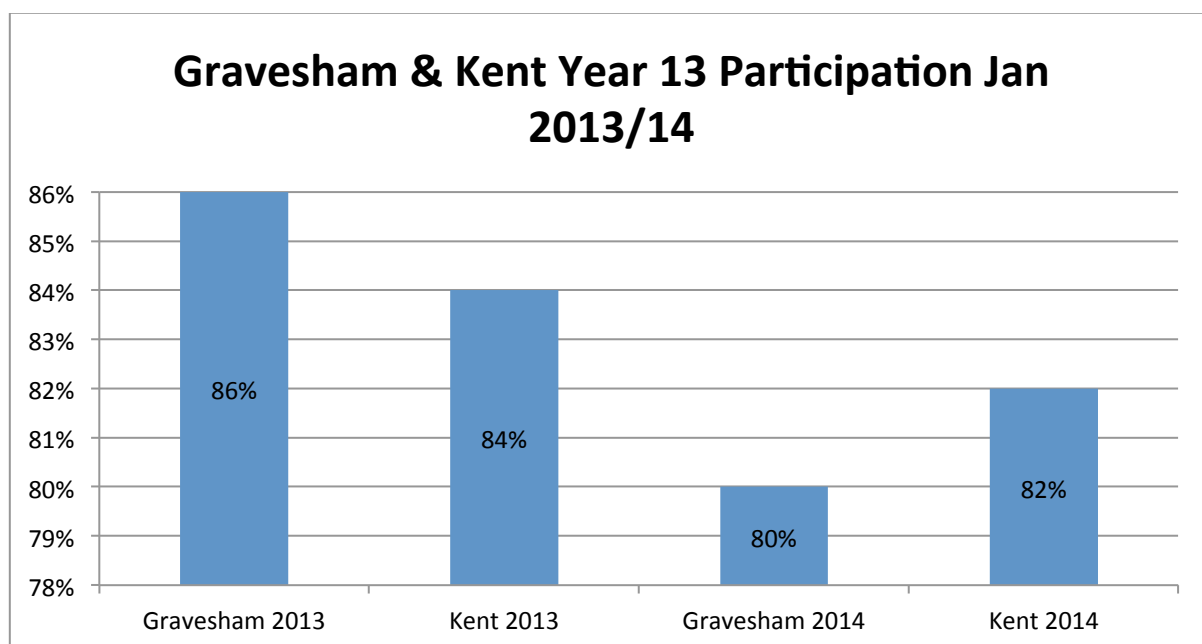 Gravesham & Kent Year 13 Participation Jan
2013/14
86%
85%
84%
83%
82%
81%
80%
79%
78%
86%
84%
80%
82%
Gravesham 2013
Kent 2013
Gravesham 2014
Kent 2014